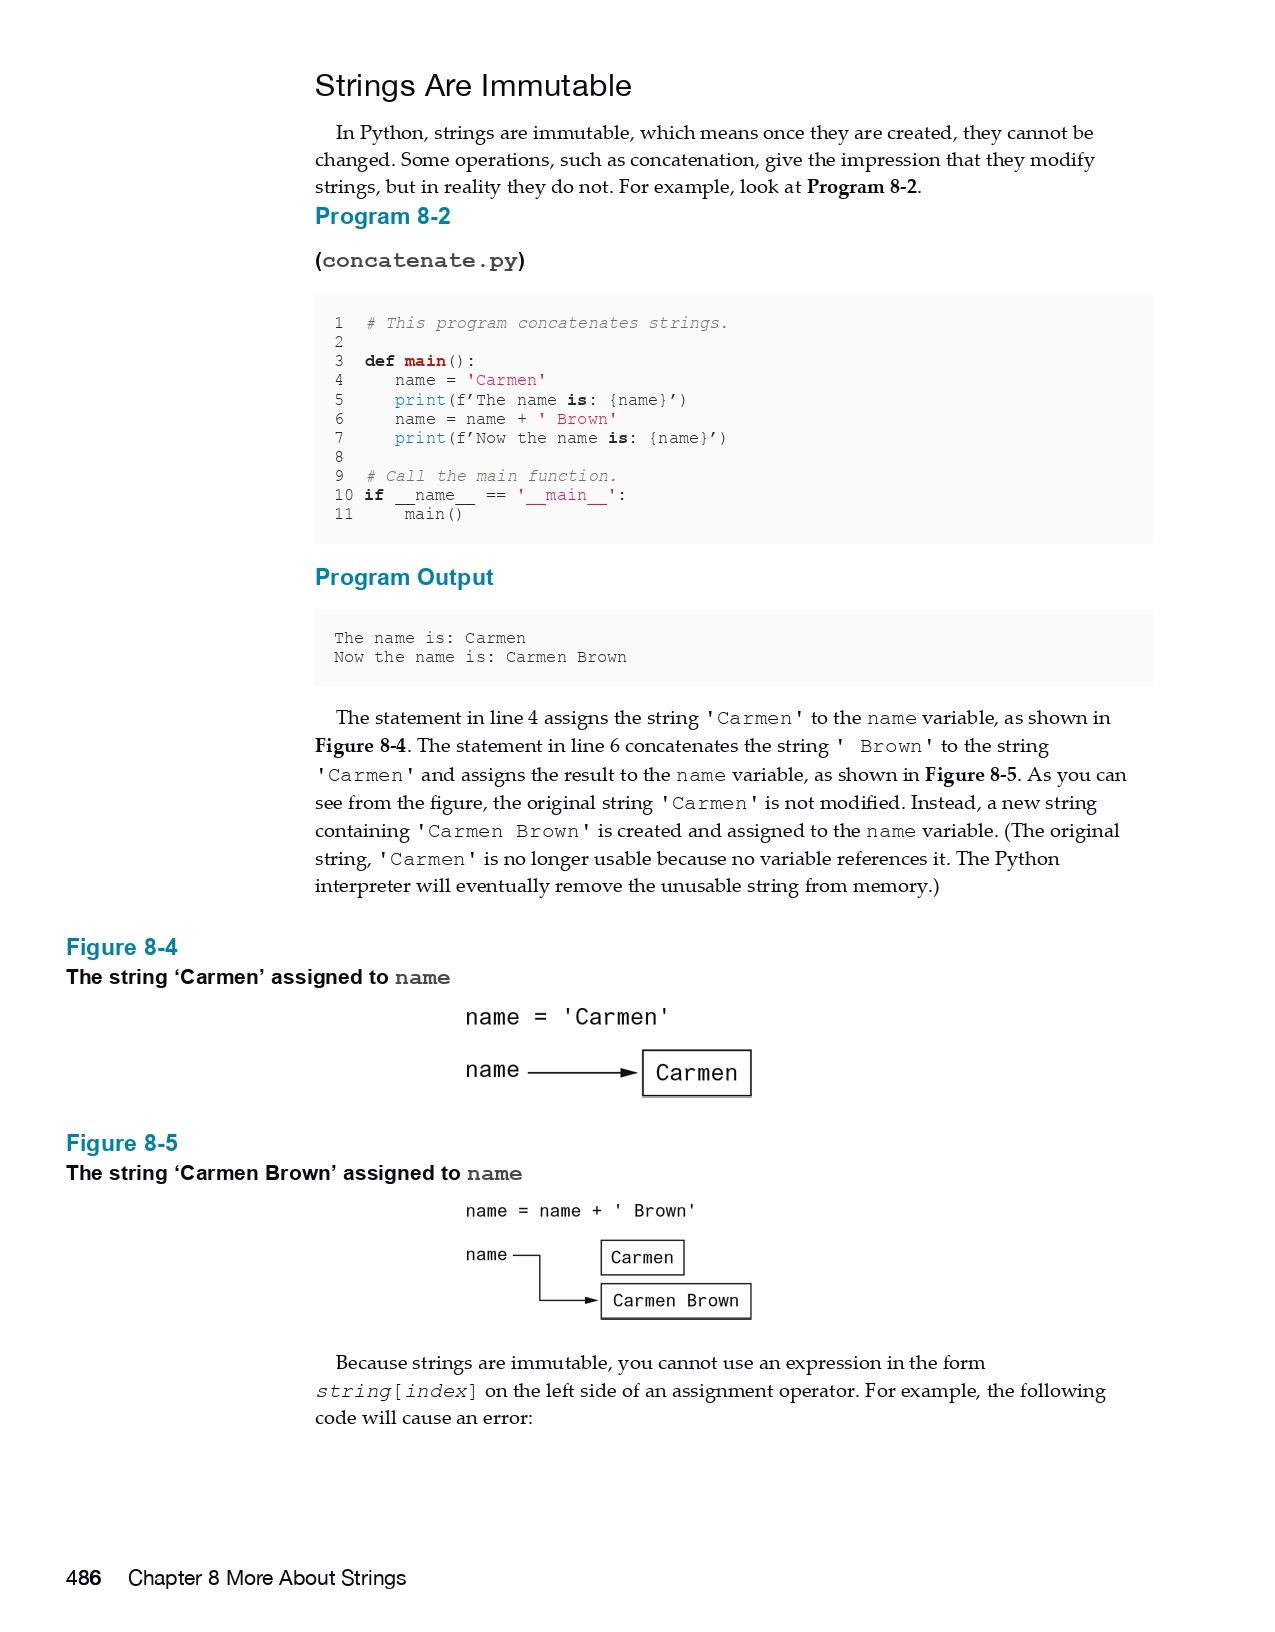 Strings Are Immutable
In Python, strings are immutable, which means once they are created, they cannot be
changed. Some operations, such as concatenation, give the impression that they modify
strings, but in reality they do not. For example, look at Program 8-2.
Program 8-2
(concatenate.py)
1  # This program concatenates strings.
2
3  def main():
4     name = 'Carmen'
5     print(f’The name is: {name}’)
6     name = name + ' Brown'
7     print(f’Now the name is: {name}’)
8
9  # Call the main function.
10 if __name__ == '__main__':
11     main()
Program Output
The name is: Carmen
Now the name is: Carmen Brown
The statement in line 4 assigns the string 'Carmen' to the name variable, as shown in
Figure 8-4. The statement in line 6 concatenates the string ' Brown' to the string
'Carmen' and assigns the result to the name variable, as shown in Figure 8-5. As you can
see from the figure, the original string 'Carmen' is not modified. Instead, a new string
containing 'Carmen Brown' is created and assigned to the name variable. (The original
string, 'Carmen' is no longer usable because no variable references it. The Python
interpreter will eventually remove the unusable string from memory.)
Figure 8-4
The string ‘Carmen’ assigned to name
name = 'Carmen'
name Carmen
Figure 8-5
The string ‘Carmen Brown’ assigned to name
name = name + ' Brown'
name Carmen
Carmen Brown
Because strings are immutable, you cannot use an expression in the form
string[index] on the left side of an assignment operator. For example, the following
code will cause an error:
486 Chapter 8 More About Strings